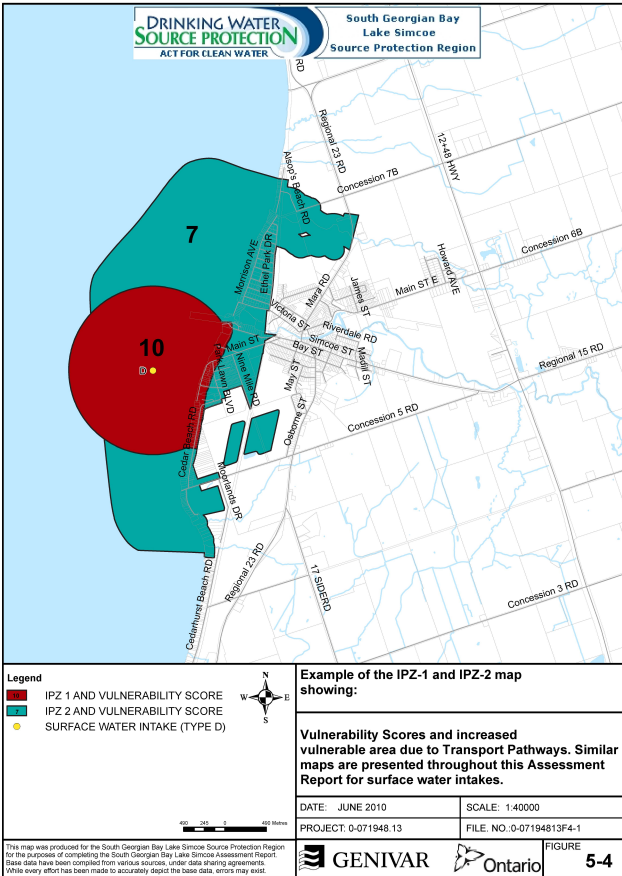 DRINKING WATER
SOURCE PROTECTION
ACT FOR CLEAN WATER
South Georgian Bay
Lake Simcoe
Source Protection Region
RD
Regional 23 RD
12+48 HWY
Alsop's Beach RD
Concession 7B
7
Concession 6B
Morrison AVE
Ethel Park DR
Howard AVE
Mara RD
James ST
Main ST E
Victoria ST
Riverdale RD
10
Main ST
Simcoe ST
Bay ST
Madill ST
Regional 15 RD
D
Lawn BLVD
Nine Mile RD
May ST
Osborne ST
Concession 5 RD
Cedar Beach RD
Moorlands DR
Regional 23 RD
17 SIDERD
Concession 3 RD
Cedarhurst Beach RD
Legend
10 IPZ 1 AND VULNERABILITY SCORE
7 IPZ 2 AND VULNERABILITY SCORE
SURFACE WATER INTAKE (TYPE D)
N
W E
S
490 245 0 490 Metres
Example of the IPZ-1 and IPZ-2 map
showing:
Vulnerability Scores and increased
vulnerable area due to Transport Pathways. Similar
maps are presented throughout this Assessment
Report for surface water intakes.
DATE: JUNE 2010
SCALE: 1:40000
PROJECT: 0-071948.13
FILE. NO.:0-07194813F4-1
This map was produced for the South Georgian Bay Lake Simcoe Source Protection Region
for the purposes of completing the South Georgian Bay Lake Simcoe Assessment Report.
Base data have been compiled from various sources, under data sharing agreements.
While every effort has been made to accurately depict the base data, errors may exist.
GENIVAR
Ontario
FIGURE
5-4